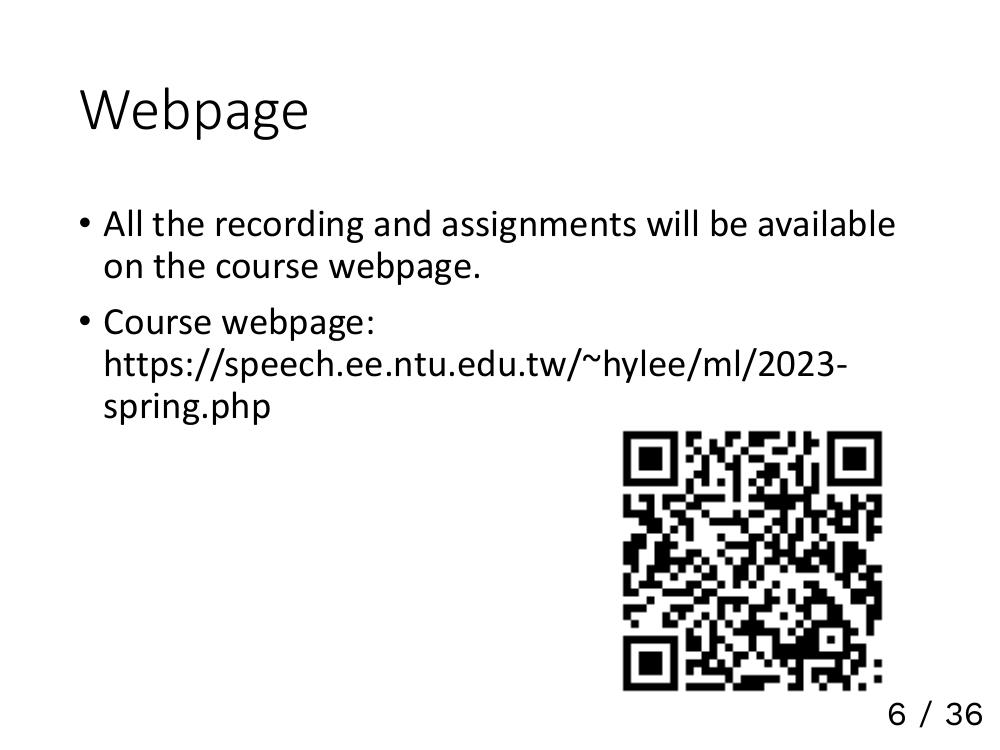 Webpage
• All the recording and assignments will be available
on the course webpage.
• Course webpage:
https://speech.ee.ntu.edu.tw/~hylee/ml/2023-
spring.php
6 / 36